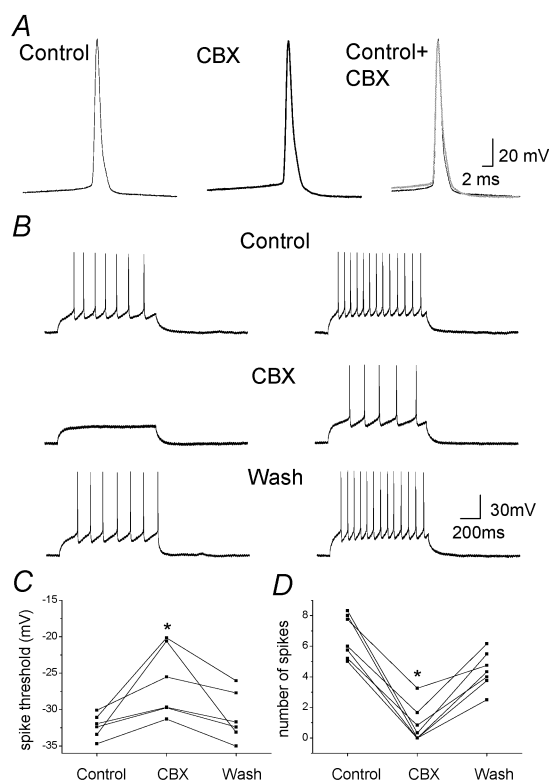 A
Control
CBX
Control+
CBX
20 mV
2 ms
B
Control
CBX
Wash
30mV
200ms
C
D
spike threshold (mV)
-15
-20
-25
-30
-35
*
Control
CBX
Wash
number of spikes
8
6
4
2
0
*
Control
CBX
Wash